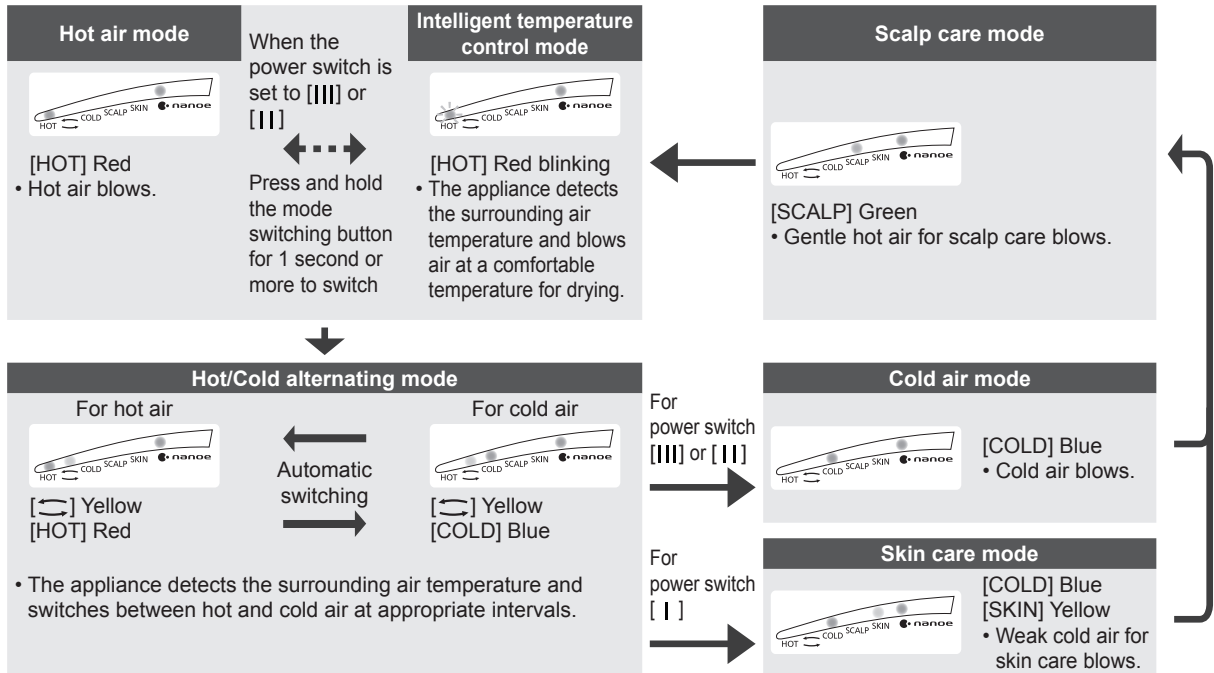 Hot air mode
HOT COLD SCALP SKIN nanoe
[HOT] Red
• Hot air blows.
When the
power switch is
set to [III] or
[II]
Press and hold
the mode
switching button
for 1 second or
more to switch
Intelligent temperature
control mode
HOT COLD SCALP SKIN nanoe
[HOT] Red blinking
• The appliance detects
the surrounding air
temperature and blows
air at a comfortable
temperature for drying.
Scalp care mode
HOT COLD SCALP SKIN nanoe
[SCALP] Green
• Gentle hot air for scalp care blows.
Hot/Cold alternating mode
For hot air
HOT COLD SCALP SKIN nanoe
[⇆] Yellow
[HOT] Red
Automatic
switching
For cold air
HOT COLD SCALP SKIN nanoe
[⇆] Yellow
[COLD] Blue
• The appliance detects the surrounding air temperature and
switches between hot and cold air at appropriate intervals.
For
power switch
[III] or [II]
Cold air mode
HOT COLD SCALP SKIN nanoe
[COLD] Blue
• Cold air blows.
For
power switch
[I]
Skin care mode
HOT COLD SCALP SKIN nanoe
[COLD] Blue
[SKIN] Yellow
• Weak cold air for
skin care blows.